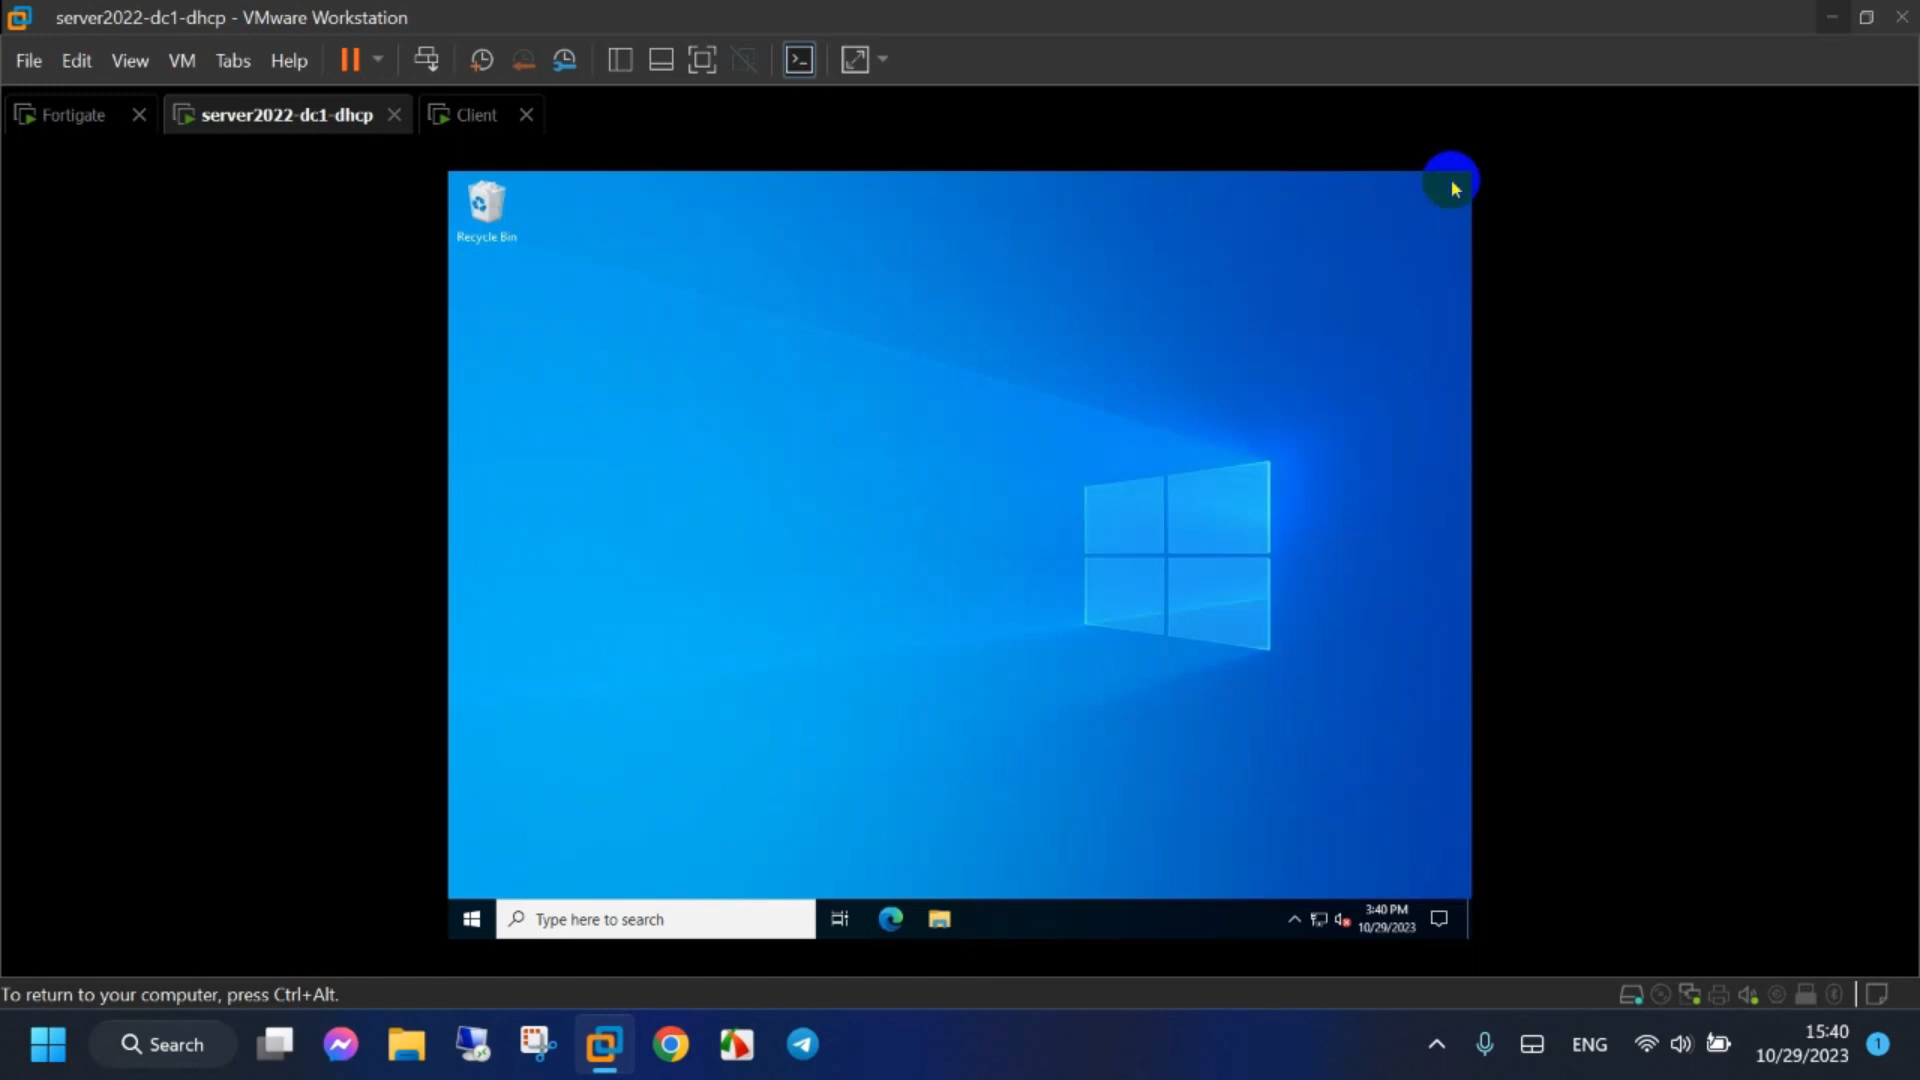 server2022-dc1-dhcp - VMware Workstation
File Edit View VM Tabs Help
Fortigate server2022-dc1-dhcp Client
Recycle Bin
Type here to search
3:40 PM
10/29/2023
To return to your computer, press Ctrl+Alt.
Search
ENG
15:40
10/29/2023
1